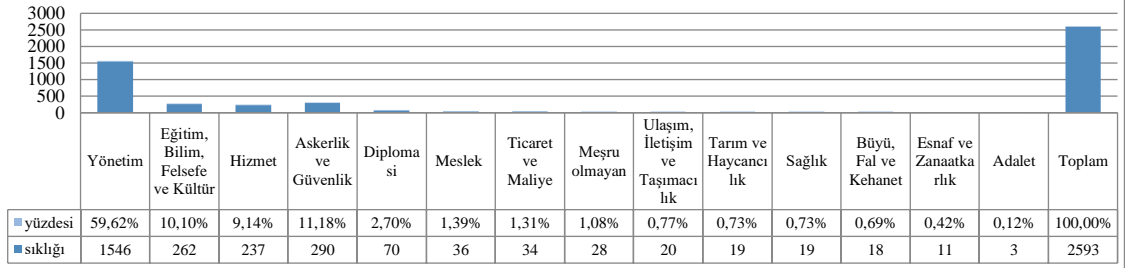 3000
2500
2000
1500
1000
500
0
Yönetim
Eğitim,
Bilim,
Felsefe
ve Kültür
Hizmet
Askerlik
ve
Güvenlik
Diploma
si
Meslek
Ticaret
ve
Maliye
Meşru
olmayan
Ulaşım,
İletişim
ve
Taşımacı
lık
Tarım ve
Haycancı
lık
Sağlık
Büyü,
Fal ve
Kehanet
Esnaf ve
Zanaatka
rlık
Adalet
Toplam
yüzdesi 59,62% 10,10% 9,14% 11,18% 2,70% 1,39% 1,31% 1,08% 0,77% 0,73% 0,73% 0,69% 0,42% 0,12% 100,00%
sıklığı 1546 262 237 290 70 36 34 28 20 19 19 18 11 3 2593